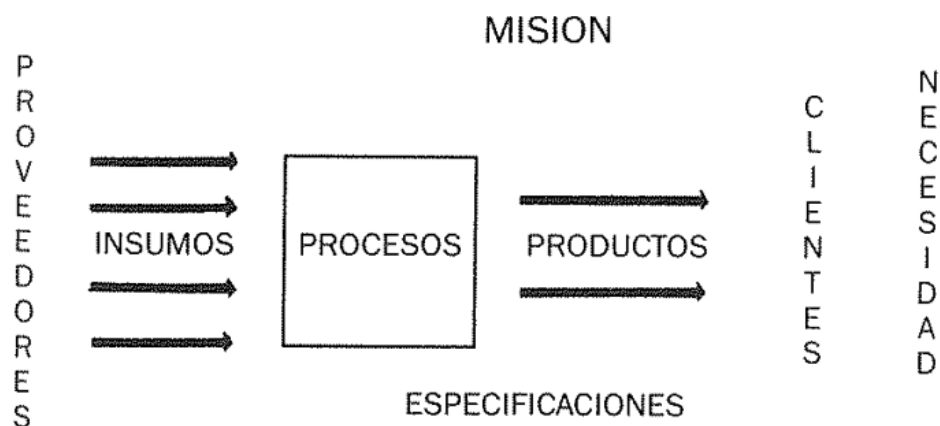 MISION
PROVEEDORES
INSUMOS
PROCESOS
PRODUCTOS
CLIENTES
NECESIDAD
ESPECIFICACIONES